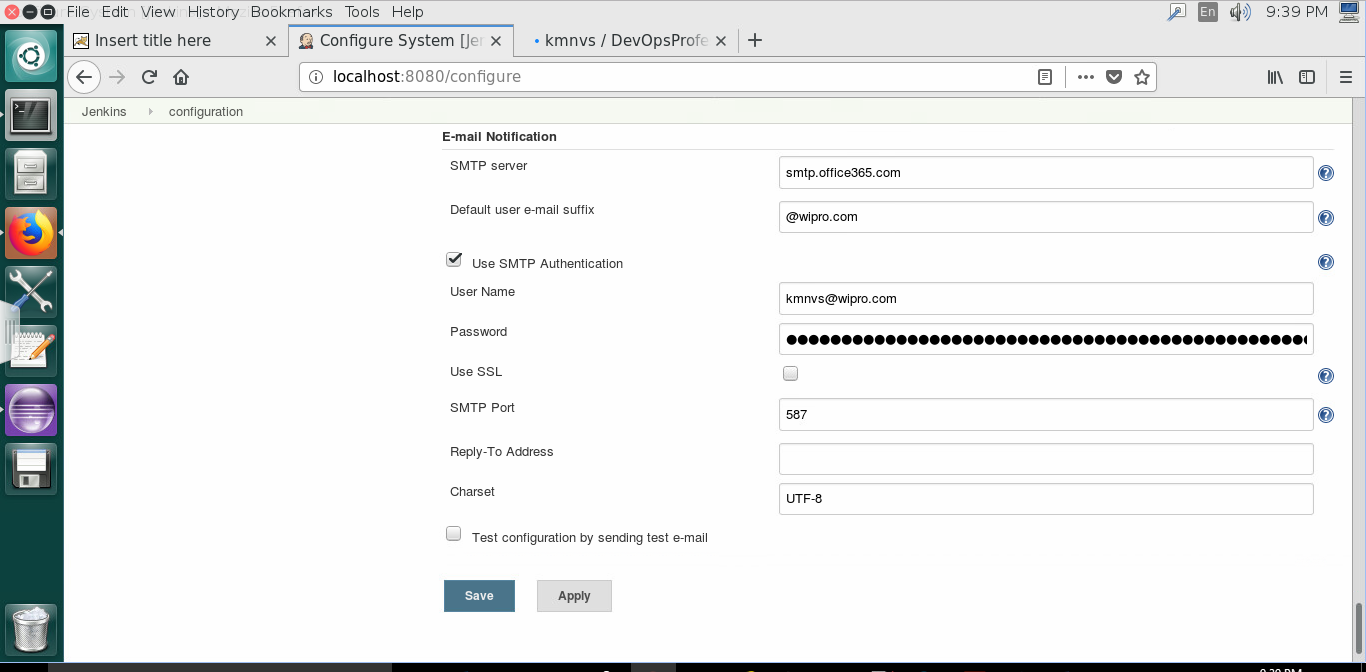 File Edit View History Bookmarks Tools Help
En
9:39 PM
Insert title here
Configure System [Je
kmnvs / DevOpsProfe
localhost:8080/configure
Jenkins
configuration
E-mail Notification
SMTP server
smtp.office365.com
Default user e-mail suffix
@wipro.com
Use SMTP Authentication
User Name
kmnvs@wipro.com
Password
Use SSL
SMTP Port
587
Reply-To Address
Charset
UTF-8
Test configuration by sending test e-mail
Save
Apply